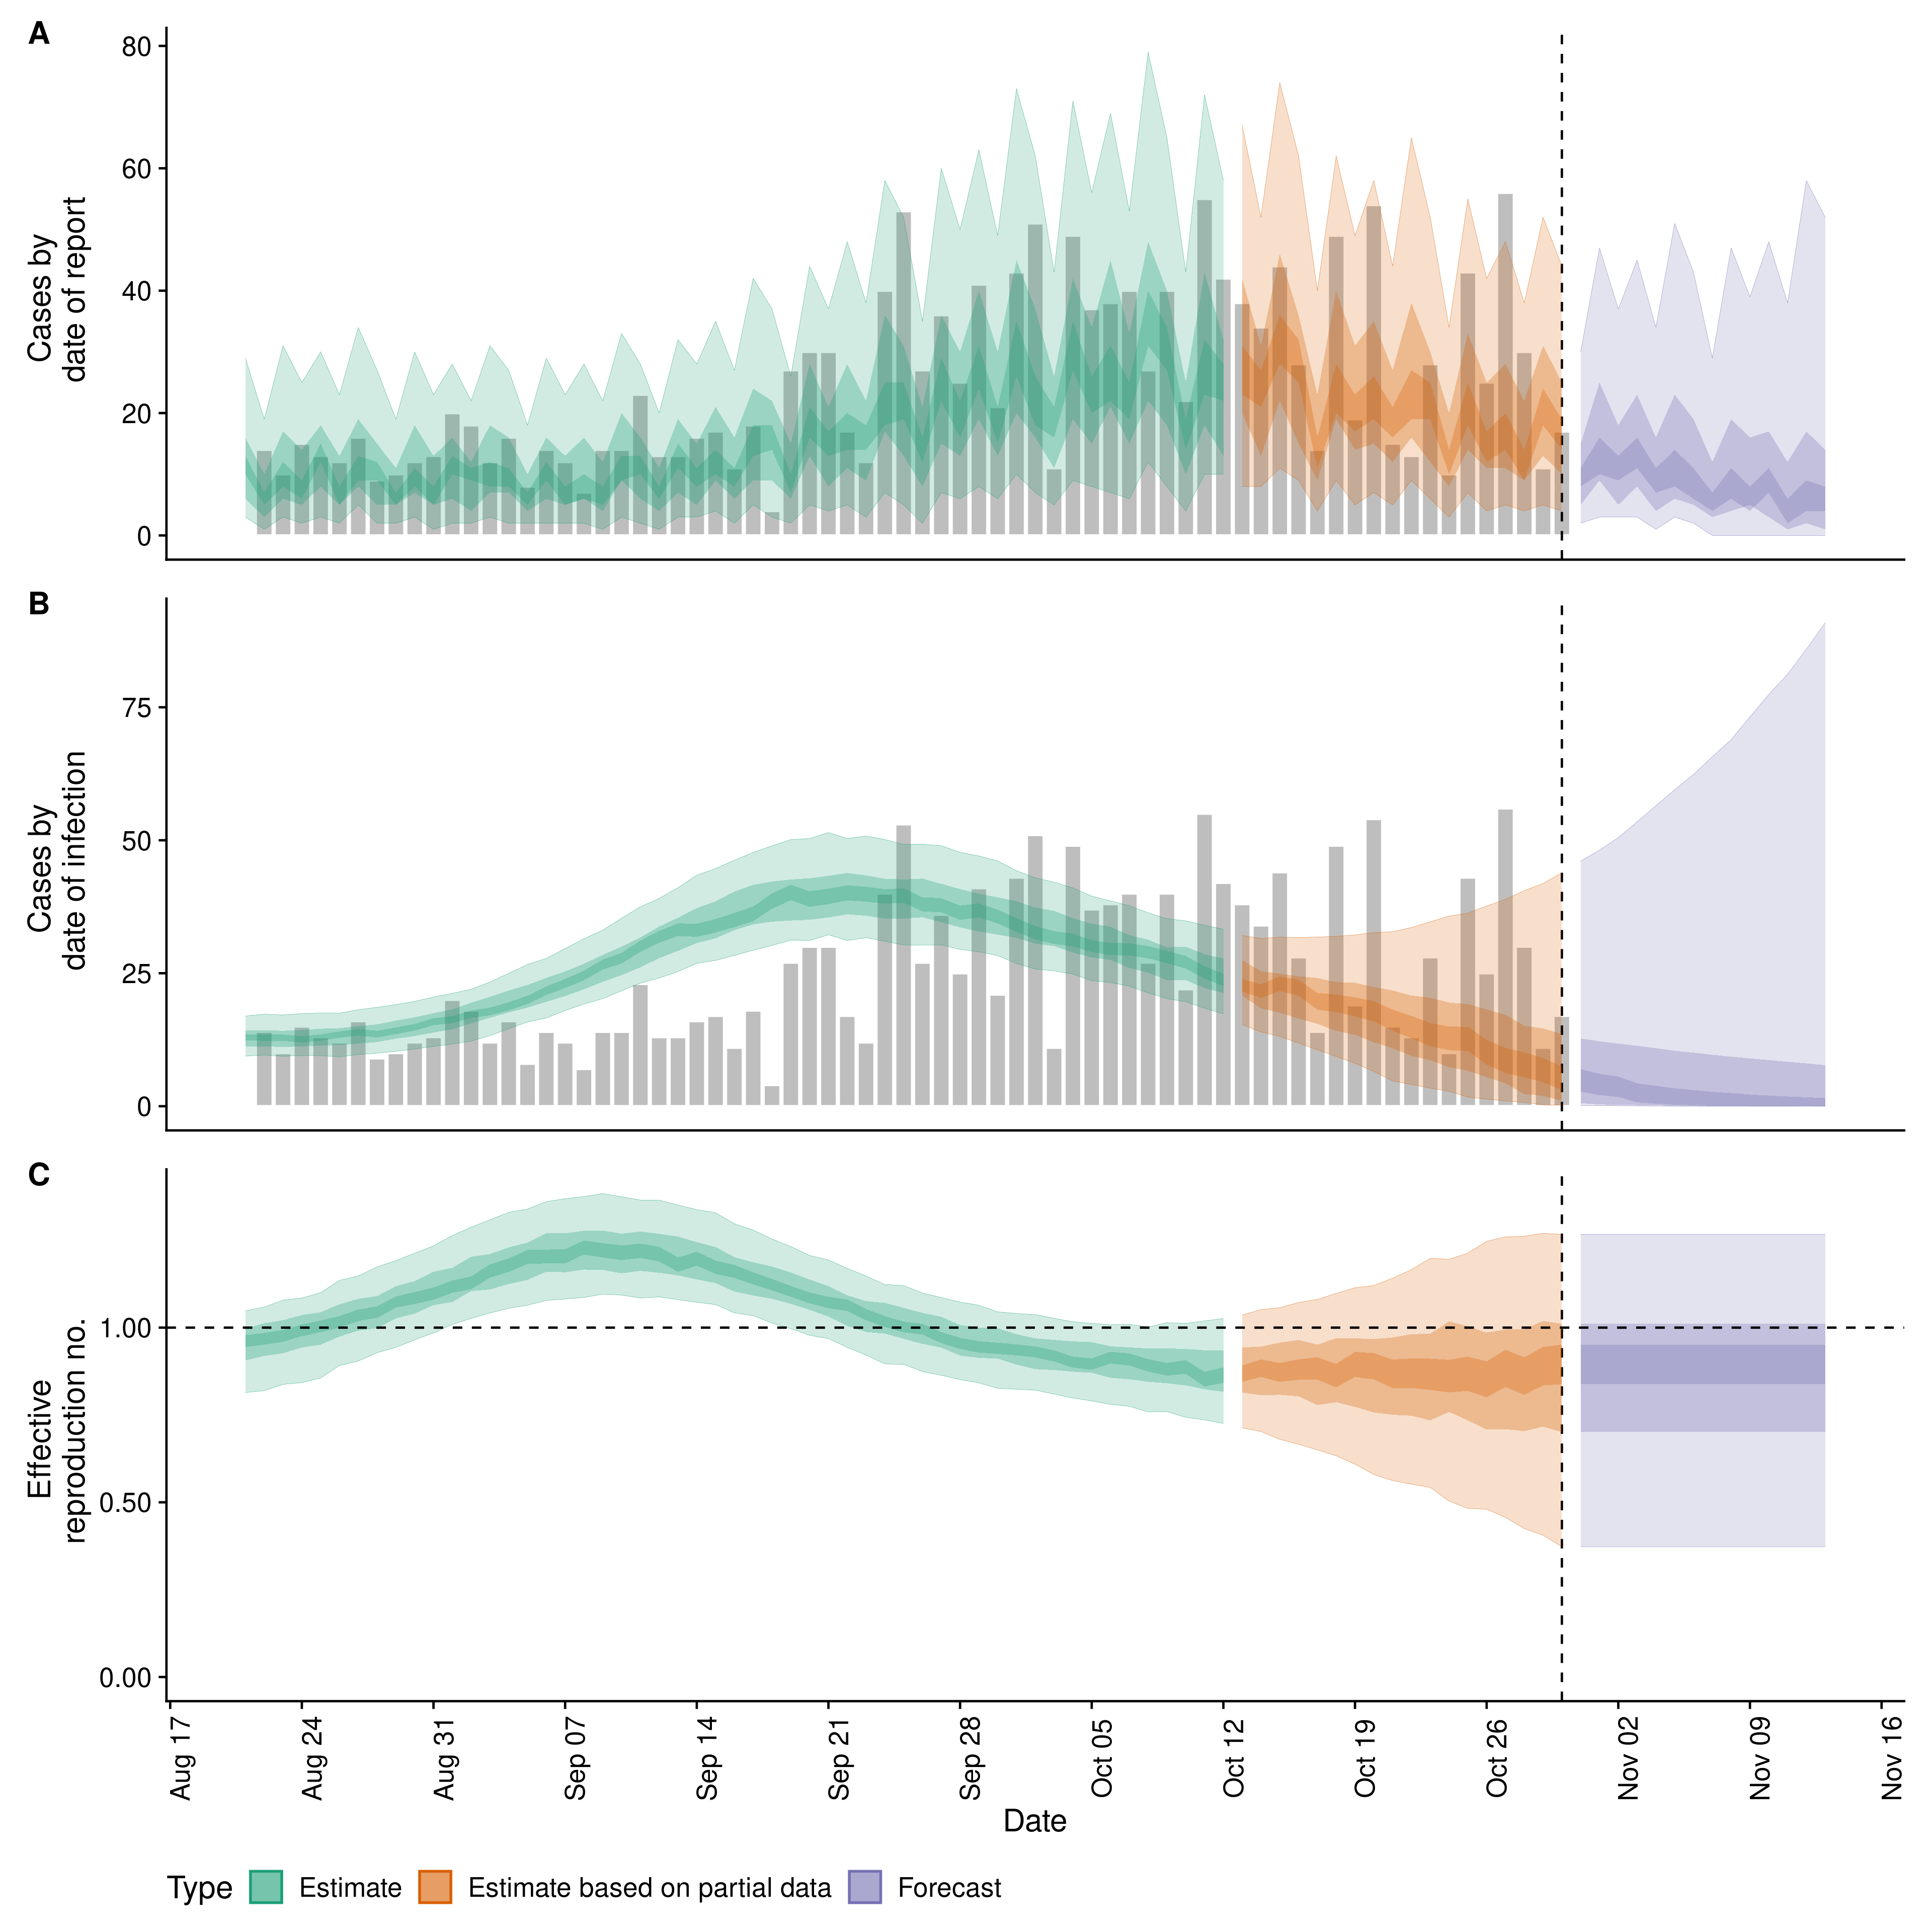 A
80
60
40
20
0
Cases by
date of report
B
75
50
25
0
Cases by
date of infection
C
1.00
0.50
0.00
Effective
reproduction no.
Aug 17
Aug 24
Aug 31
Sep 07
Sep 14
Sep 21
Sep 28
Oct 05
Oct 12
Oct 19
Oct 26
Nov 02
Nov 09
Nov 16
Date
Type Estimate Estimate based on partial data Forecast